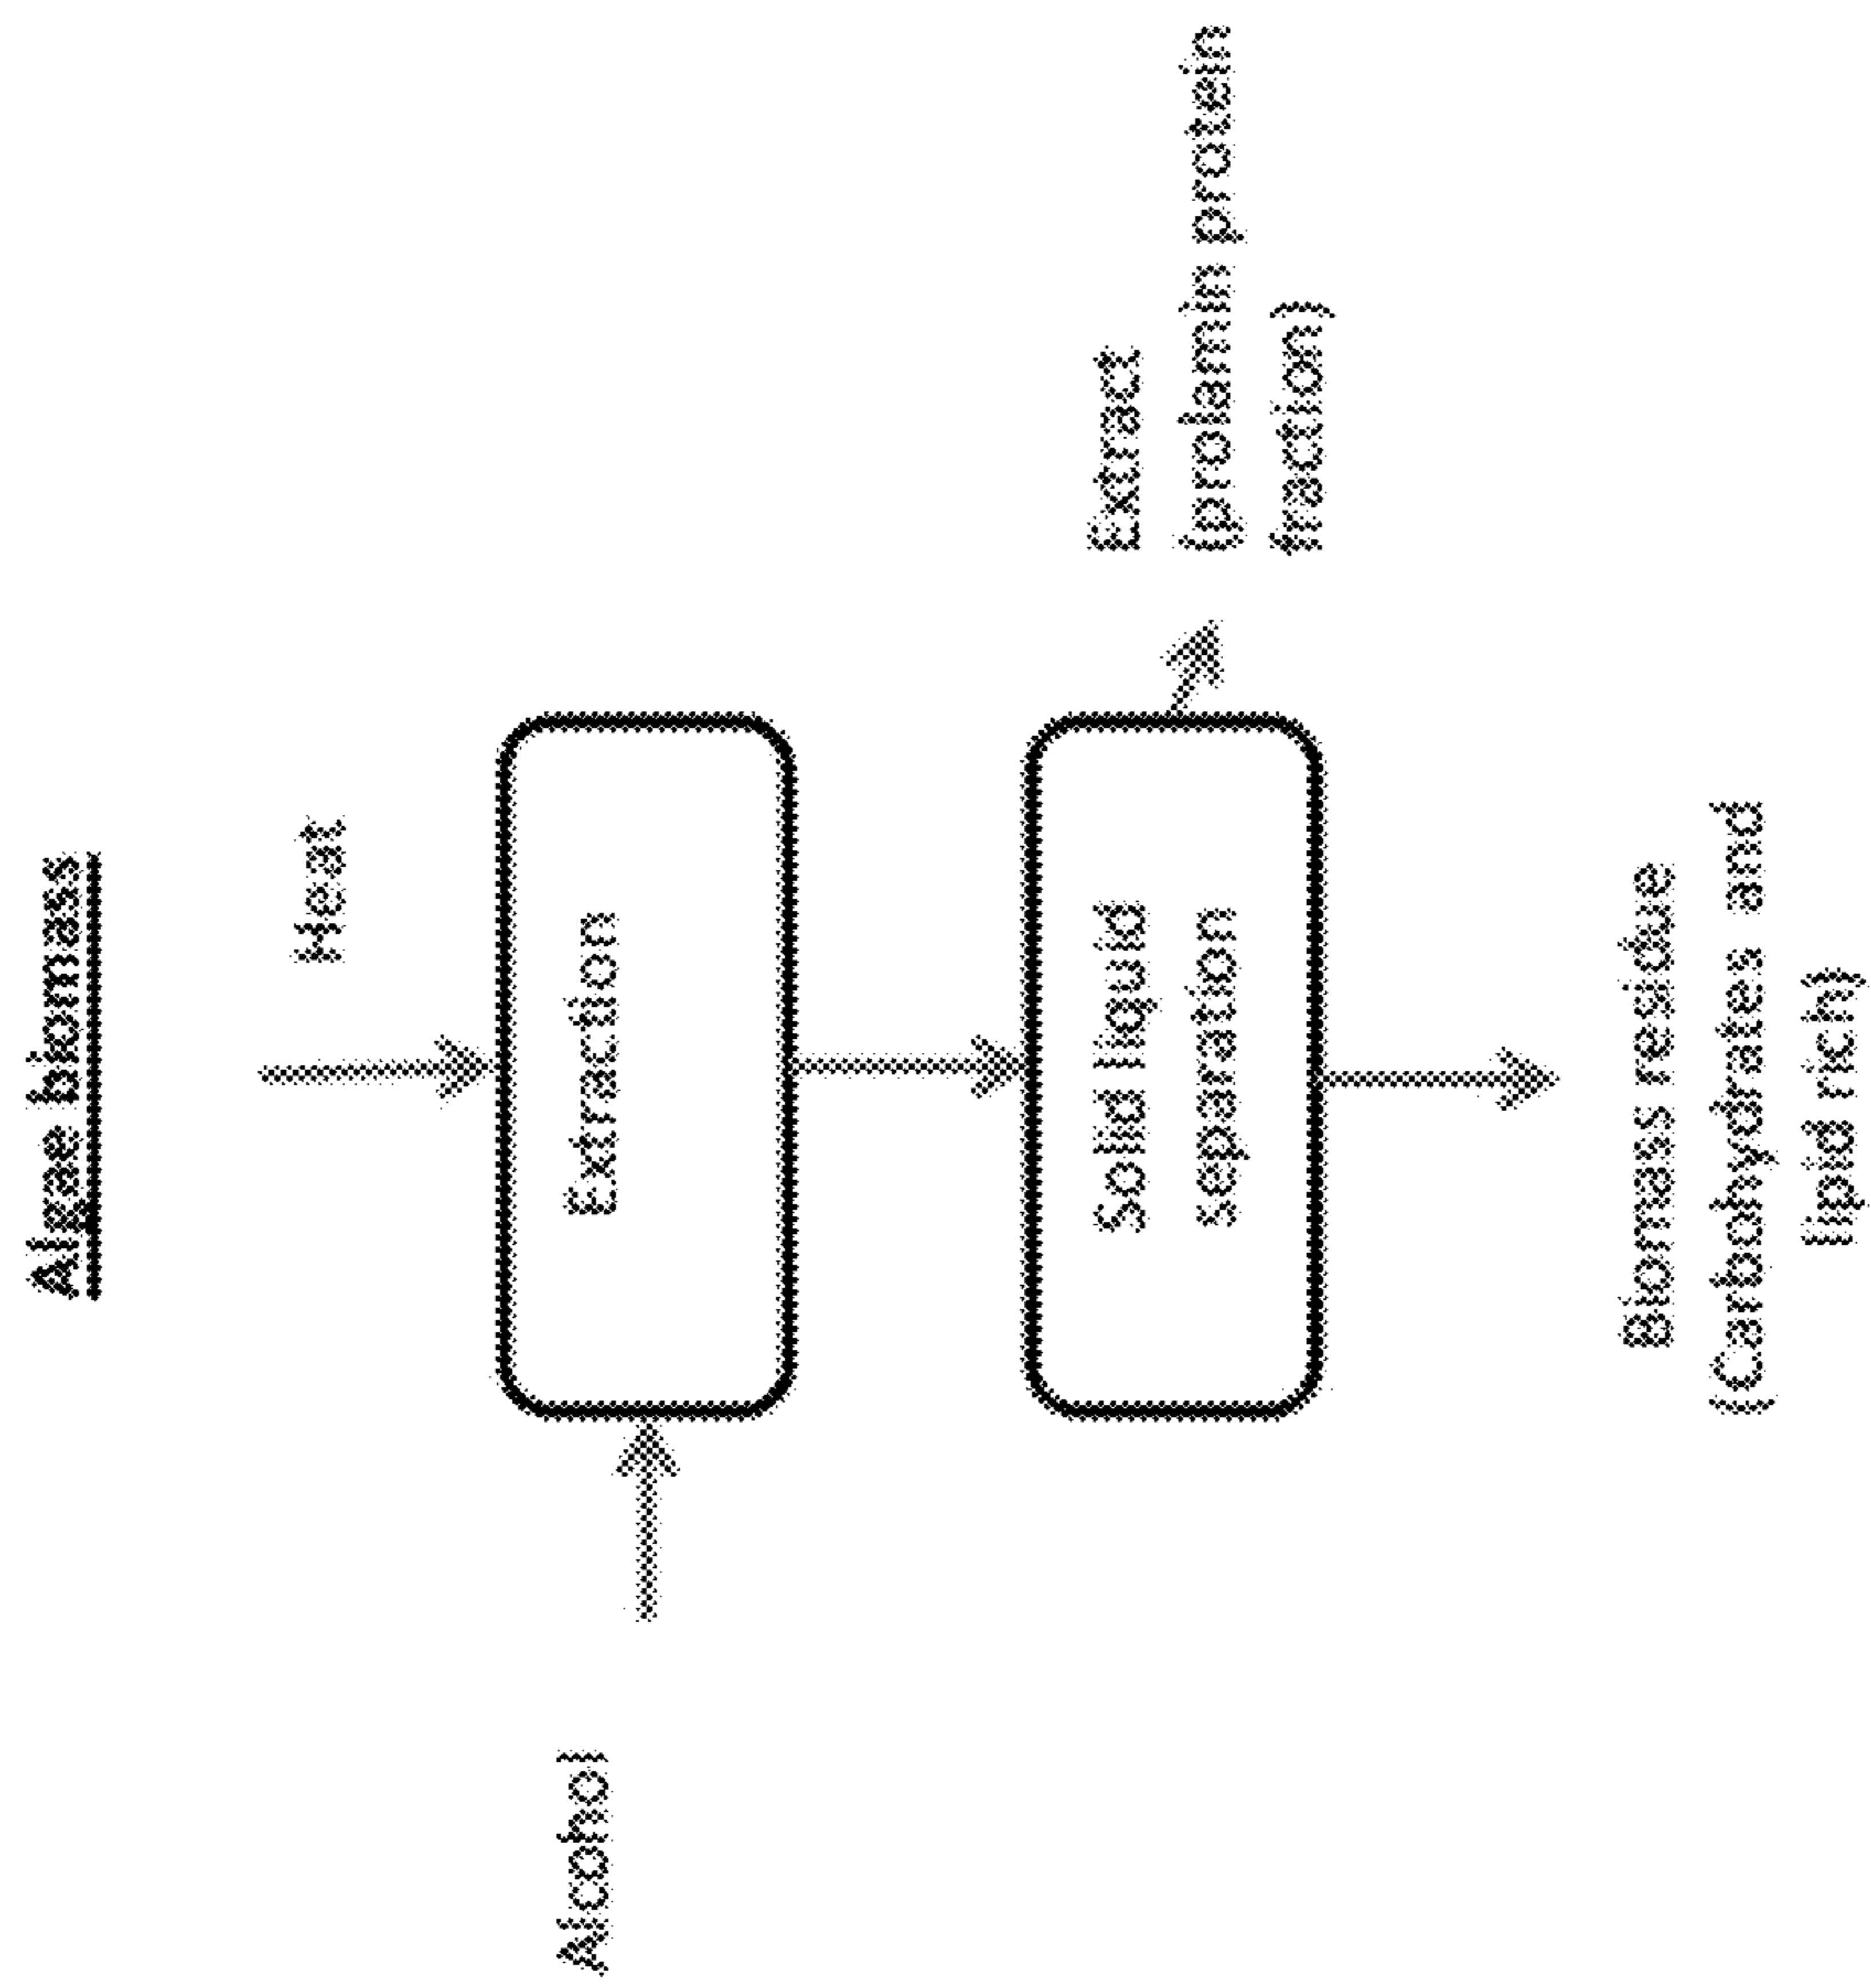 Algae biomass
Heat
Alcohol
Extraction
Solid liquid
separation
Extract
(prolamin protein
fraction)
Biomass residue
(Carbohydrates and
lipid rich)